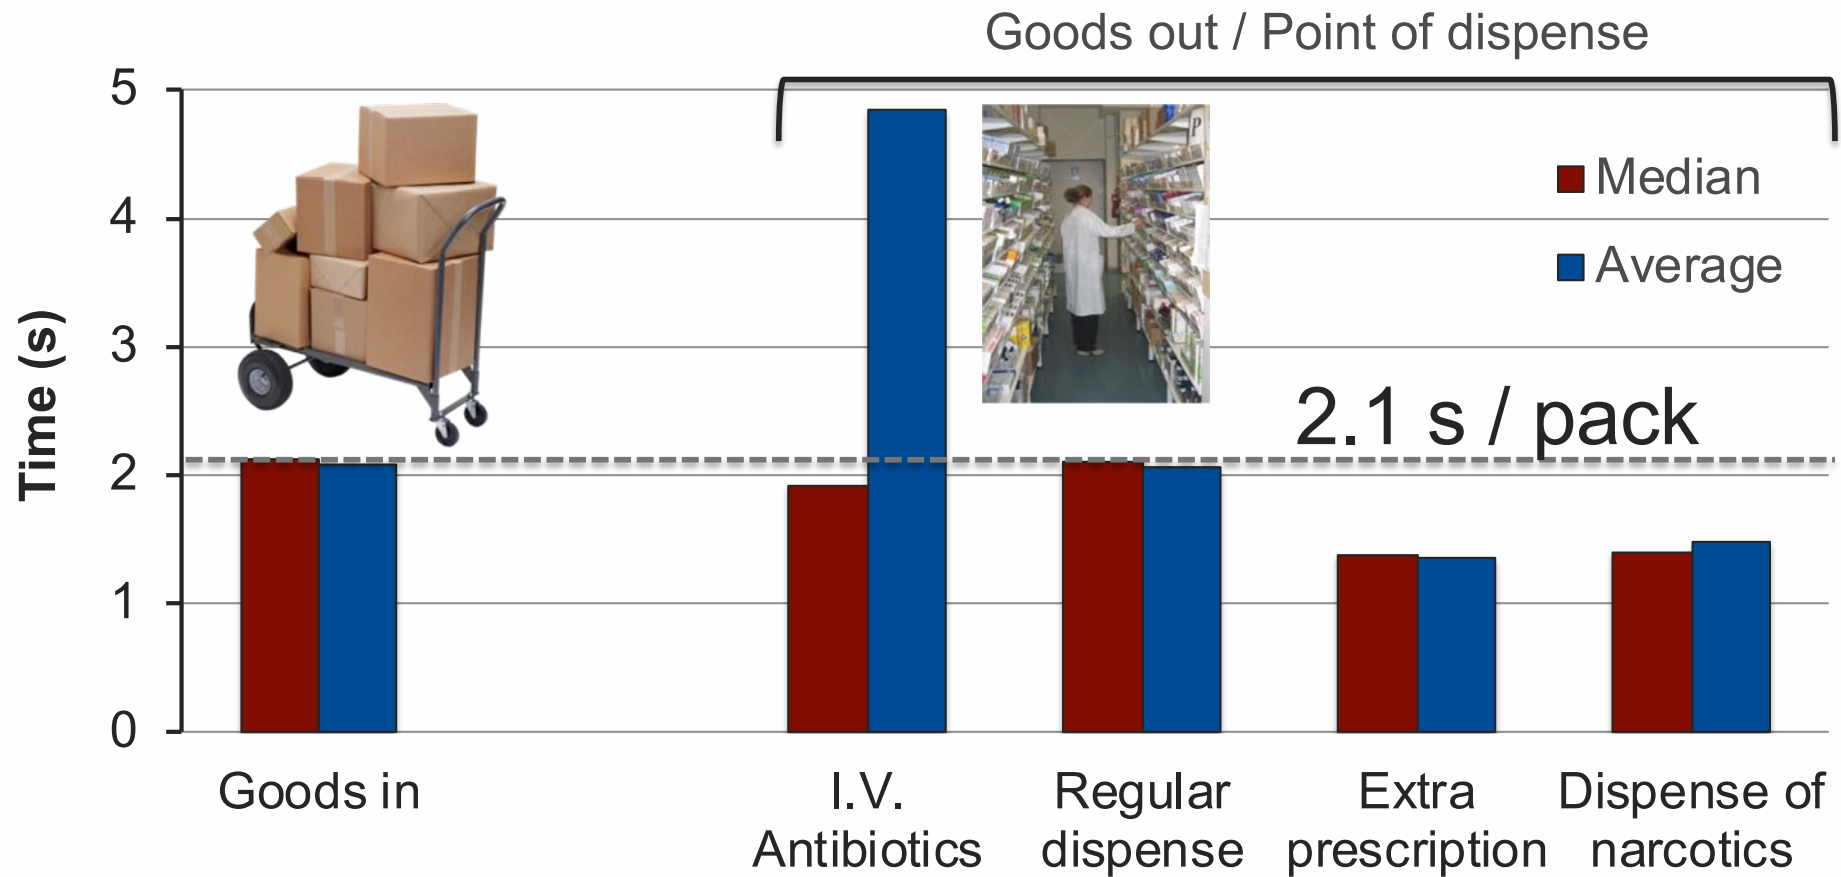 Goods out / Point of dispense
5
4
3
2
1
0
Time (s)
Median
Average
2.1 s / pack
Goods in
I.V.
Antibiotics
Regular
dispense
Extra
prescription
Dispense of
narcotics
P